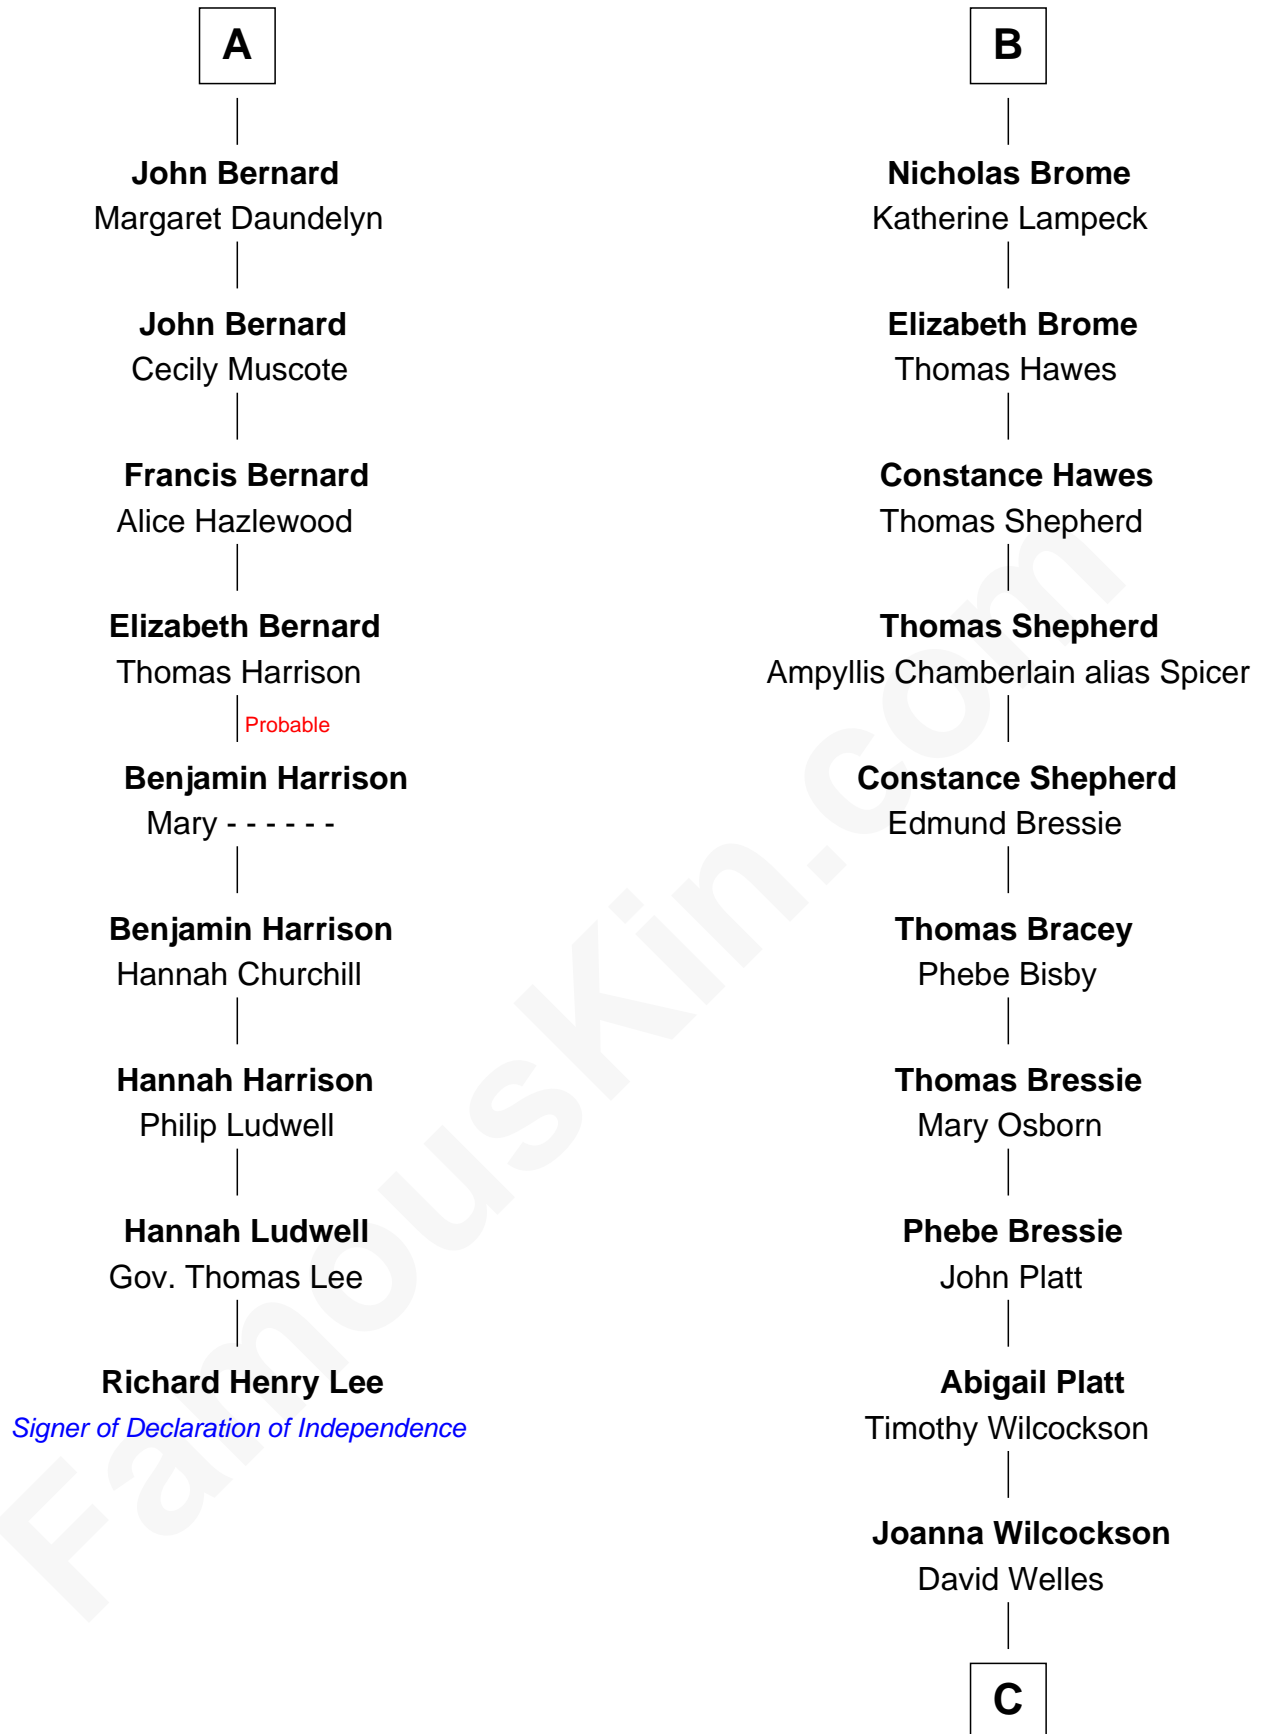 A
John Bernard
Margaret Daundelyn
John Bernard
Cecily Muscote
Francis Bernard
Alice Hazlewood
Elizabeth Bernard
Thomas Harrison
Probable
Benjamin Harrison
Mary - - - - - -
Benjamin Harrison
Hannah Churchill
Hannah Harrison
Philip Ludwell
Hannah Ludwell
Gov. Thomas Lee
Richard Henry Lee
Signer of Declaration of Independence
B
Nicholas Brome
Katherine Lampeck
Elizabeth Brome
Thomas Hawes
Constance Hawes
Thomas Shepherd
Thomas Shepherd
Ampyllis Chamberlain alias Spicer
Constance Shepherd
Edmund Bressie
Thomas Bracey
Phebe Bisby
Thomas Bressie
Mary Osborn
Phebe Bressie
John Platt
Abigail Platt
Timothy Wilcockson
Joanna Wilcockson
David Welles
C
FamousKin.com